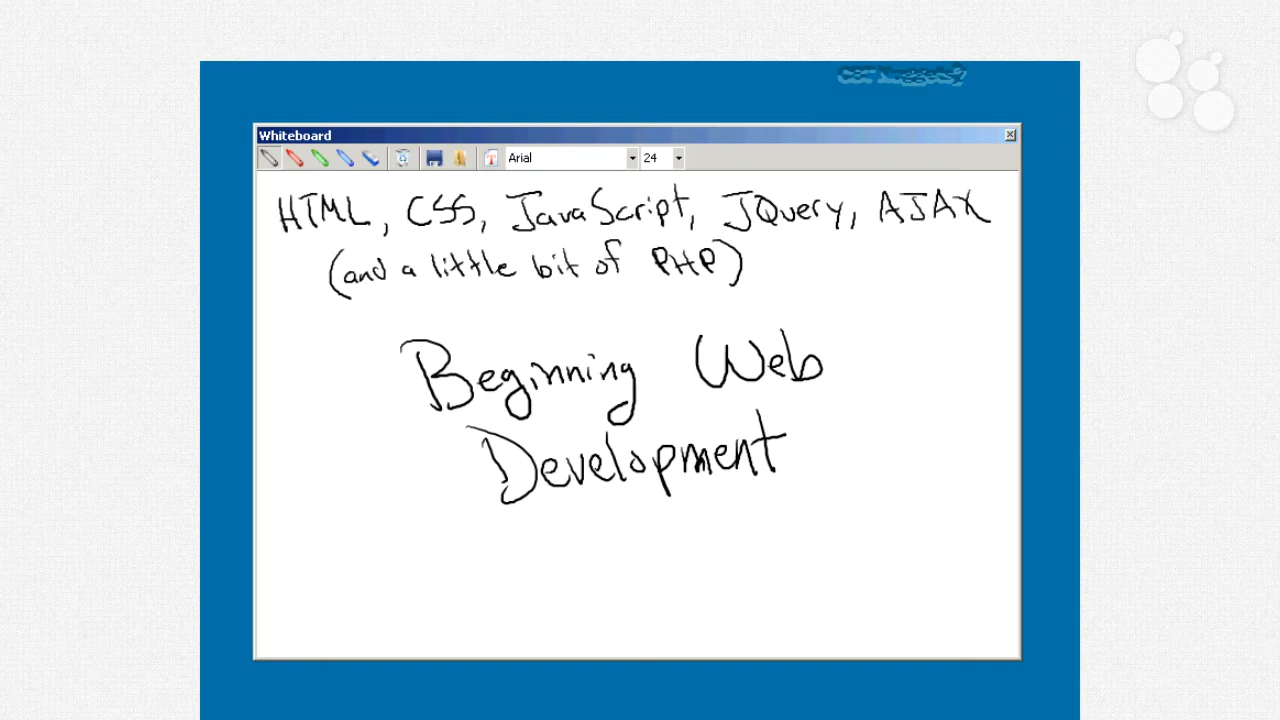 Whiteboard
Arial 24
HTML, CSS, JavaScript, JQuery, AJAX
(and a little bit of PHP)
Beginning Web
Development